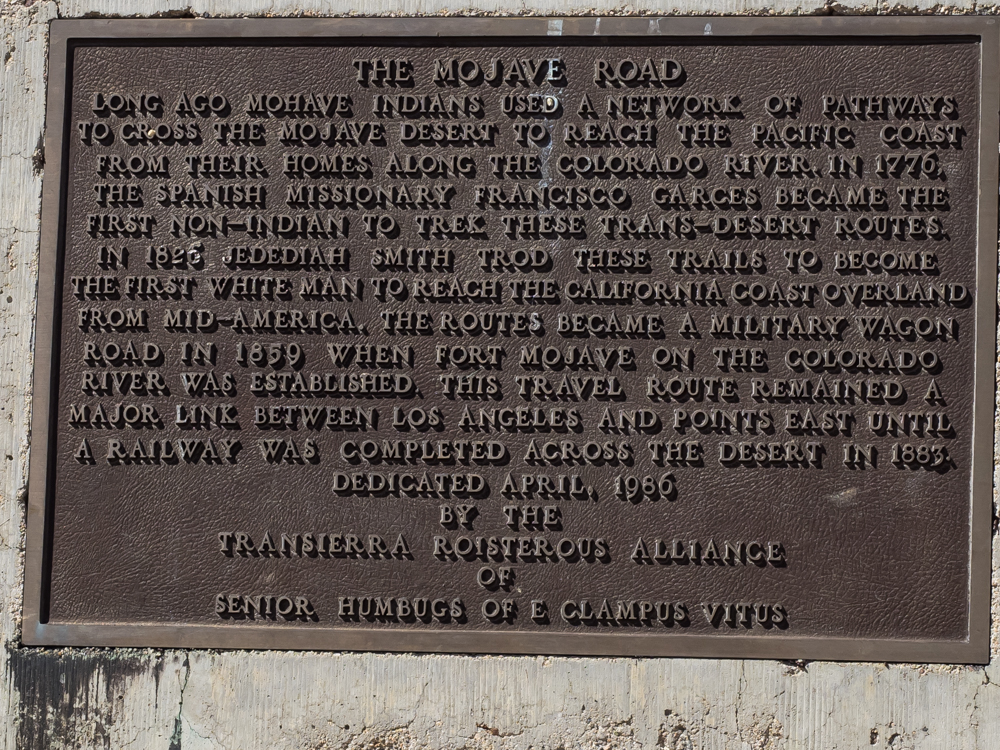 THE MOJAVE ROAD
LONG AGO MOHAVE INDIANS USED A NETWORK OF PATHWAYS
TO CROSS THE MOJAVE DESERT TO REACH THE PACIFIC COAST
FROM THEIR HOMES ALONG THE COLORADO RIVER. IN 1776,
THE SPANISH MISSIONARY FRANCISCO GARCES BECAME THE
FIRST NON-INDIAN TO TREK THESE TRANS-DESERT ROUTES.
IN 1826 JEDEDIAH SMITH TROD THESE TRAILS TO BECOME
THE FIRST WHITE MAN TO REACH THE CALIFORNIA COAST OVERLAND
FROM MID-AMERICA. THE ROUTES BECAME A MILITARY WAGON
ROAD IN 1859 WHEN FORT MOJAVE ON THE COLORADO
RIVER WAS ESTABLISHED. THIS TRAVEL ROUTE REMAINED A
MAJOR LINK BETWEEN LOS ANGELES AND POINTS EAST UNTIL
A RAILWAY WAS COMPLETED ACROSS THE DESERT IN 1883.
DEDICATED APRIL, 1986
BY THE
TRANSIERRA ROISTEROUS ALLIANCE
OF
SENIOR HUMBUGS OF E CLAMPUS VITUS